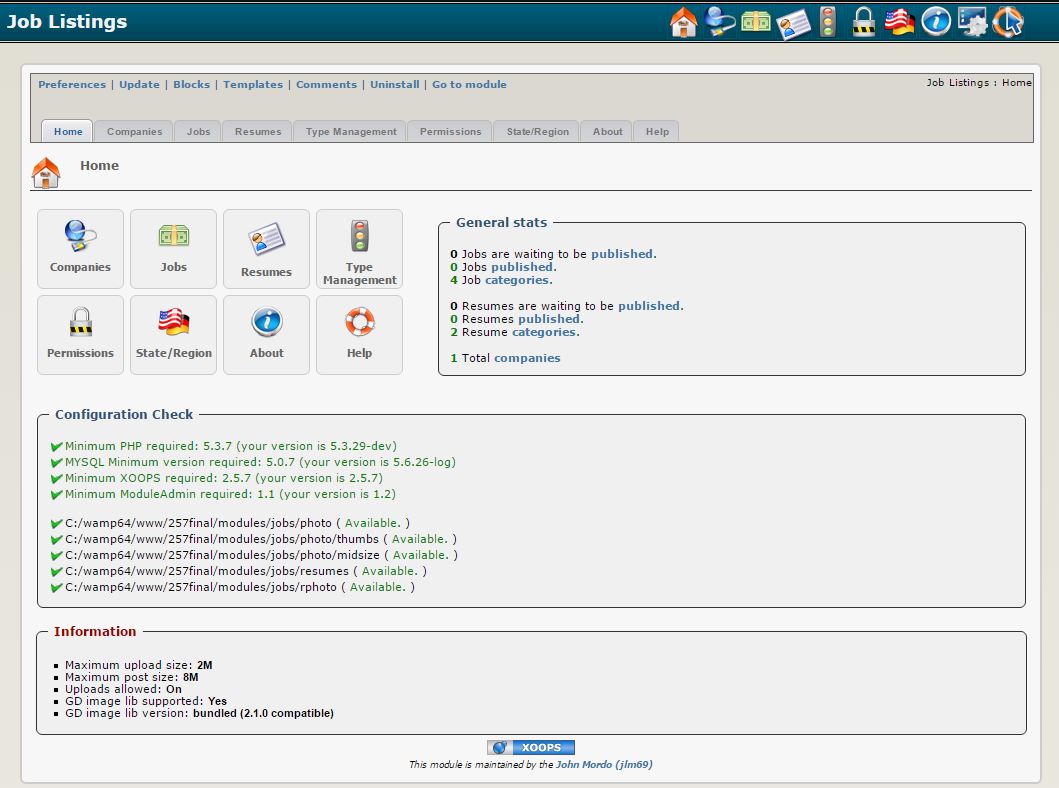 Job Listings
Preferences | Update | Blocks | Templates | Comments | Uninstall | Go to module
Job Listings : Home
Home Companies Jobs Resumes Type Management Permissions State/Region About Help
Home
Companies
Jobs
Resumes
Type
Management
Permissions
State/Region
About
Help
General stats
0 Jobs are waiting to be published.
0 Jobs published.
4 Job categories.
0 Resumes are waiting to be published.
0 Resumes published.
2 Resume categories.
1 Total companies
Configuration Check
Minimum PHP required: 5.3.7 (your version is 5.3.29-dev)
MYSQL Minimum version required: 5.0.7 (your version is 5.6.26-log)
Minimum XOOPS required: 2.5.7 (your version is 2.5.7)
Minimum ModuleAdmin required: 1.1 (your version is 1.2)
C:/wamp64/www/257final/modules/jobs/photo ( Available. )
C:/wamp64/www/257final/modules/jobs/photo/thumbs ( Available. )
C:/wamp64/www/257final/modules/jobs/photo/midsize ( Available. )
C:/wamp64/www/257final/modules/jobs/resumes ( Available. )
C:/wamp64/www/257final/modules/jobs/rphoto ( Available. )
Information
Maximum upload size: 2M
Maximum post size: 8M
Uploads allowed: On
GD image lib supported: Yes
GD image lib version: bundled (2.1.0 compatible)
XOOPS
This module is maintained by the John Mordo (jlm69)